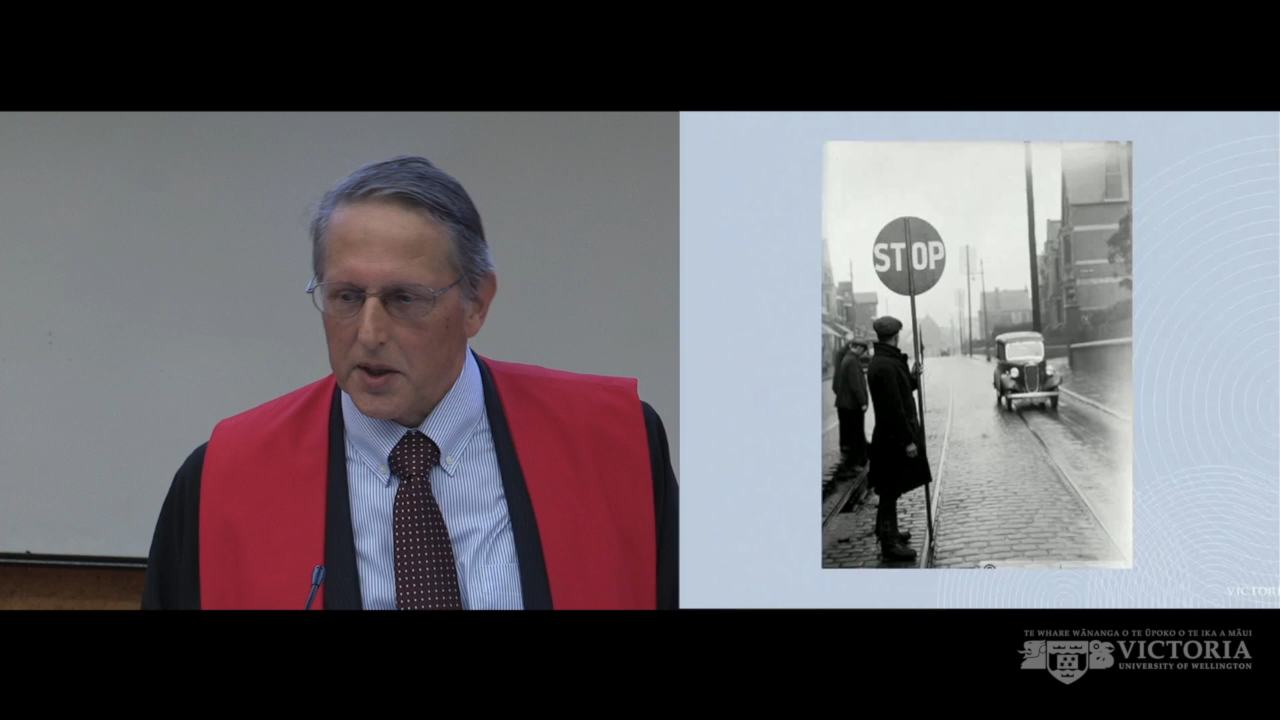 STOP
TE WHARE WĀNANGA O TE ŪPOKO O TE IKA A MĀUI
VICTORIA
UNIVERSITY OF WELLINGTON